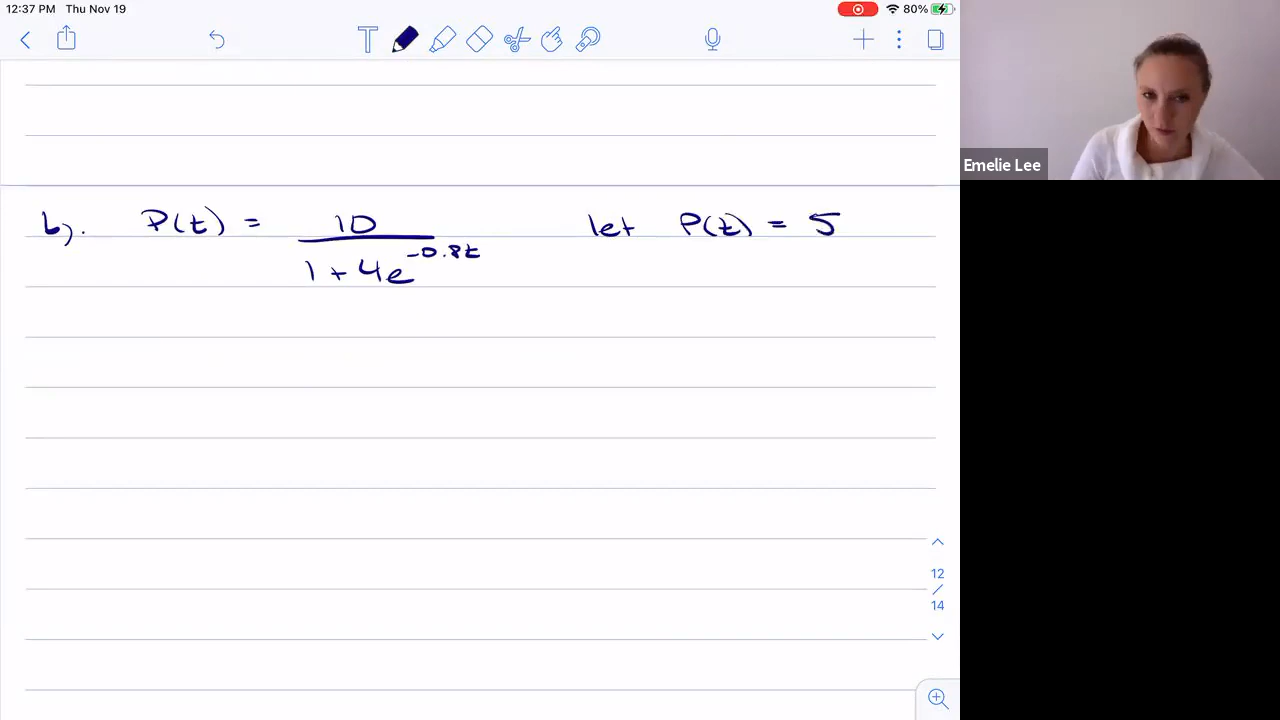 12:37 PM Thu Nov 19
80%
T
Emelie Lee
b). P(t) = 10 / 1 + 4e^-0.8t let P(t) = 5
12
/
14